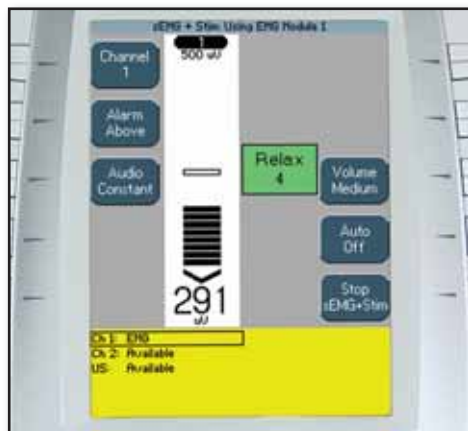 sEMG + Stim Using EMG Module 1
1
500 uV
Channel
1
Alarm
Above
Audio
Constant
Relax
4
Volume
Medium
Auto
Off
Stop
sEMG+Stim
291
uV
Ch 1: EMG
Ch 2: Available
US: Available